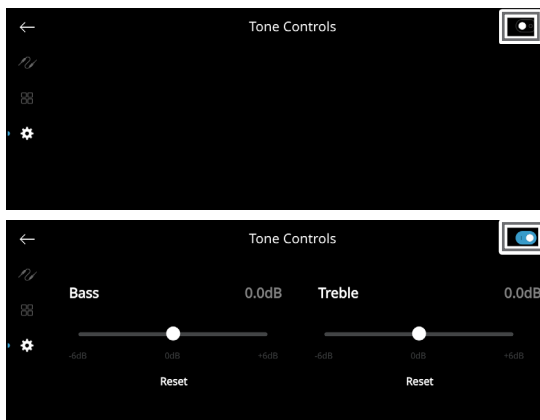 Tone Controls
Tone Controls
Bass 0.0dB Treble 0.0dB
-6dB 0dB +6dB -6dB 0dB +6dB
Reset Reset